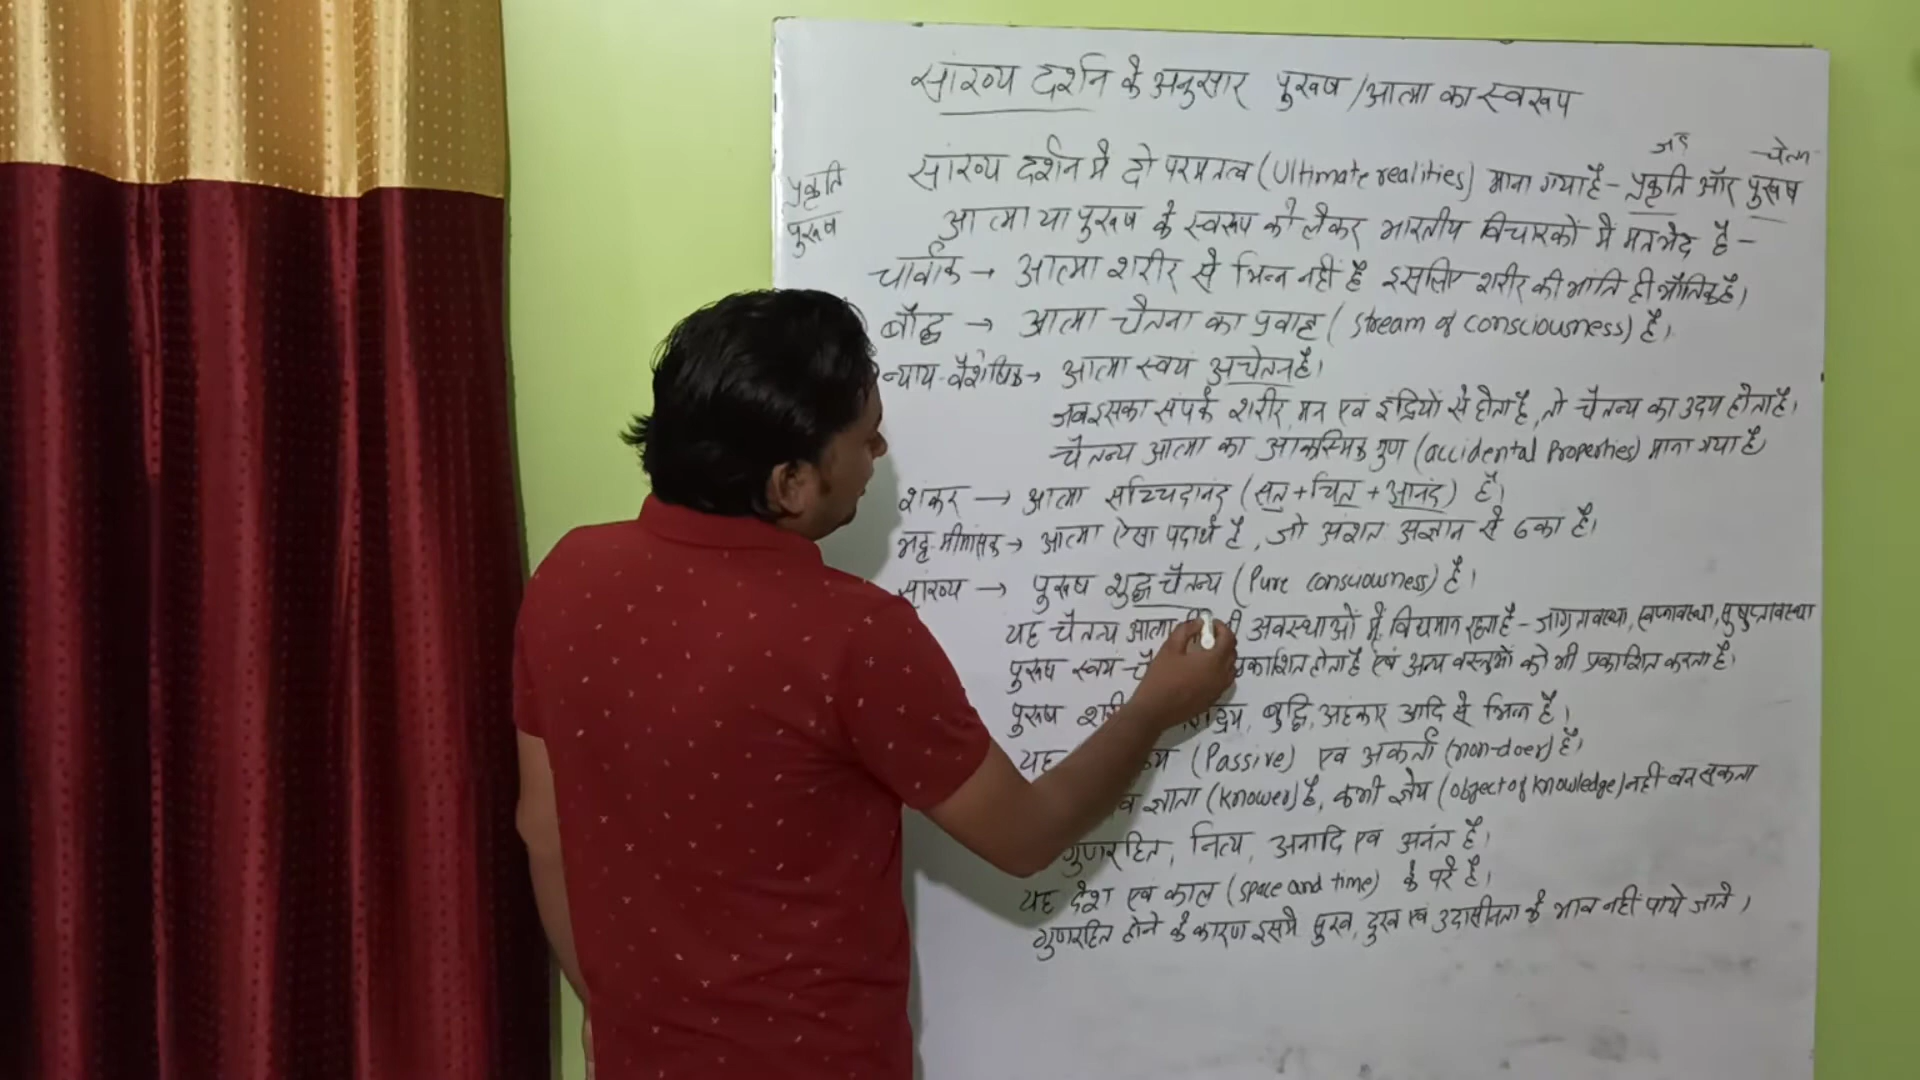 सांख्य दर्शन के अनुसार पुरूष/आत्मा का स्वरूप
जड़ चेतन
सांख्य दर्शन में दो परमतत्व (Ultimate realities) माना गया है - प्रकृति और पुरूष
प्रकृति
पुरूष
आत्मा या पुरूष के स्वरूप को लेकर भारतीय विचारकों में मतभेद है -
चार्वाक → आत्मा शरीर से भिन्न नहीं है इसलिए शरीर की भांति ही भौतिक है।
बौद्ध → आत्मा चेतना का प्रवाह (Stream of consciousness) है।
न्याय-वैशेषिक → आत्मा स्वयं अचेतन है।
जब इसका संपर्क शरीर, मन एवं इंद्रियों से होता है, तो चैतन्य का उदय होता है।
चैतन्य आत्मा का आकस्मिक गुण (accidental Properties) माना गया है
शंकर → आत्मा सच्चिदानंद (सत् + चित् + आनंद) है।
भट्ट-मीमांसक → आत्मा ऐसा पदार्थ है, जो अंशत अज्ञान से ढका है।
सांख्य → पुरूष शुद्ध चैतन्य (Pure consciousness) है।
यह चैतन्य आत्मा अवस्थाओं में विद्यमान रहता है - जाग्रतावस्था, स्वप्नावस्था, सुषुप्तावस्था
पुरूष स्वयं प्रकाशित होता है एवं अन्य वस्तुओं को भी प्रकाशित करता है।
पुरूष बुद्धि, अहंकार आदि से भिन्न है।
यह (Passive) एवं अकर्ता (non-doer) है।
ज्ञाता (Knower) है, कभी ज्ञेय (object of Knowledge) नहीं बन सकता
गुणरहित, नित्य, अनादि एवं अनंत है।
यह देश एवं काल (space and time) के परे है।
गुणरहित होने के कारण इसमें सुख, दुख एवं उदासीनता के भाव नहीं पाये जाते।